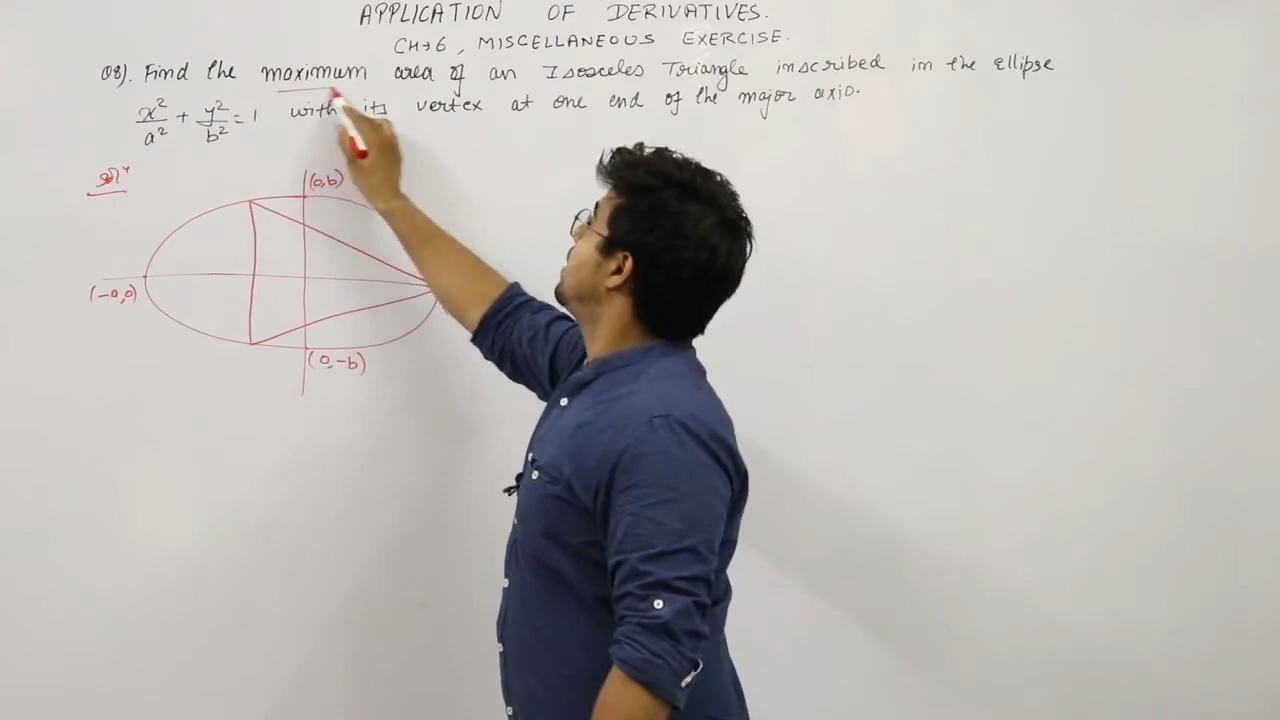 APPLICATION OF DERIVATIVES.
CH→6, MISCELLANEOUS EXERCISE.
Q8). Find the maximum area of an Isosceles Triangle inscribed in the Ellipse
x²/a² + y²/b² = 1 with its vertex at one end of the major axis.
Solⁿ
(0,b)
(-a,0)
(0,-b)